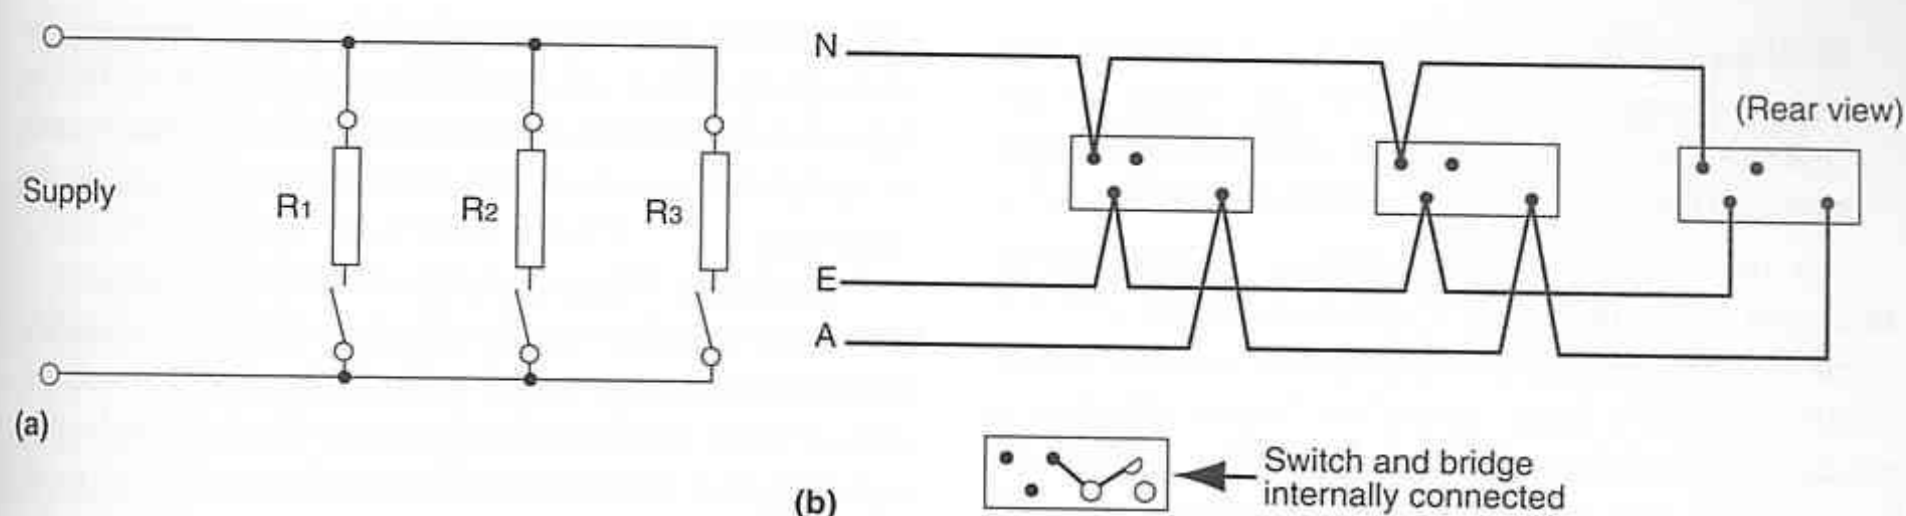 Supply
R1
R2
R3
(a)
N
(Rear view)
E
A
Switch and bridge
internally connected
(b)